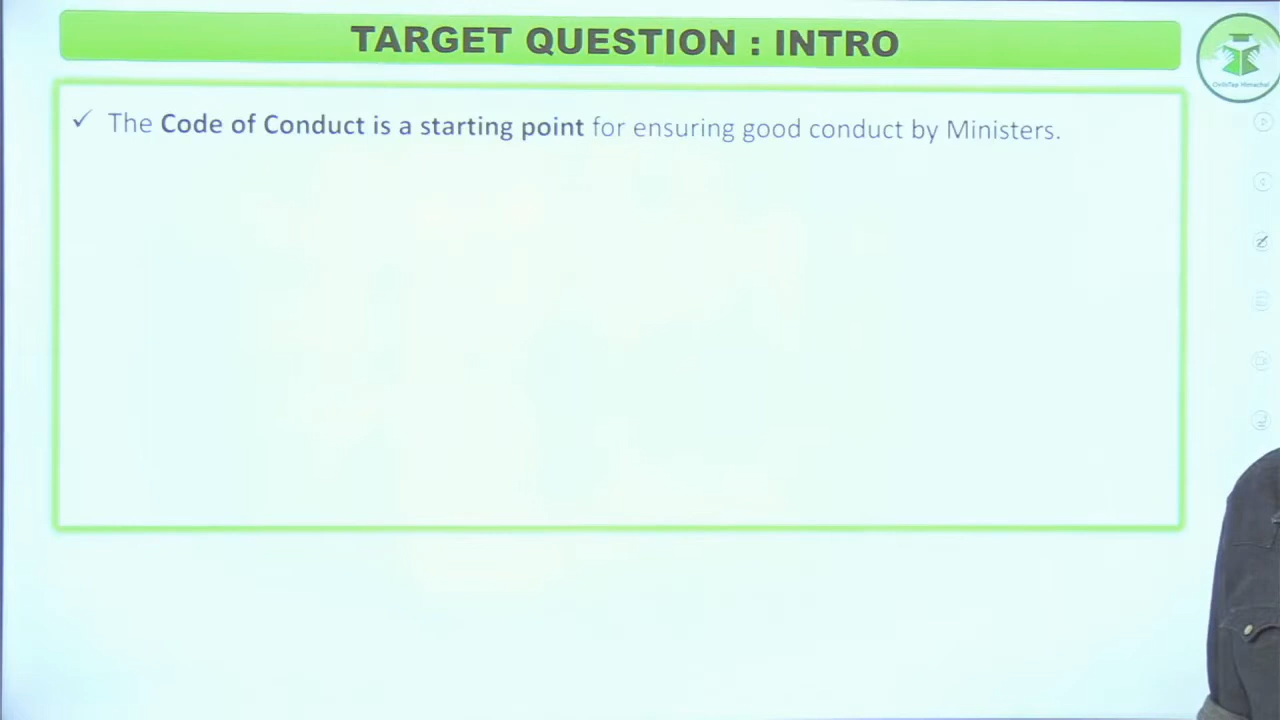 TARGET QUESTION : INTRO
✓ The Code of Conduct is a starting point for ensuring good conduct by Ministers.